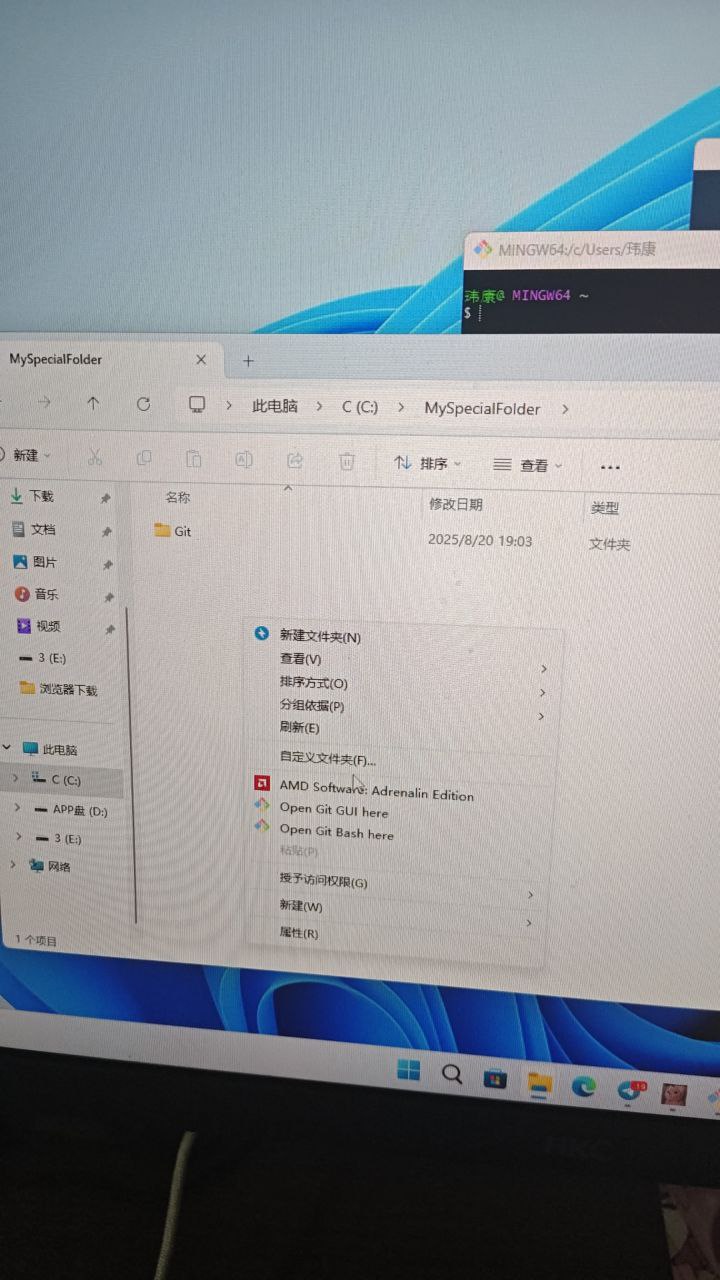 MINGW64:/c/Users/玮康
玮康@ MINGW64 ~
$
MySpecialFolder
此电脑 C (C:) MySpecialFolder
新建 排序 查看 ...
下载
文档
图片
音乐
视频
3 (E:)
浏览器下载
此电脑
C (C:)
APP盘 (D:)
3 (E:)
网络
1 个项目
名称 修改日期 类型
Git 2025/8/20 19:03 文件夹
新建文件夹(N)
查看(V)
排序方式(O)
分组依据(P)
刷新(E)
自定义文件夹(F)...
AMD Software: Adrenalin Edition
Open Git GUI here
Open Git Bash here
粘贴(P)
授予访问权限(G)
新建(W)
属性(R)
HKC